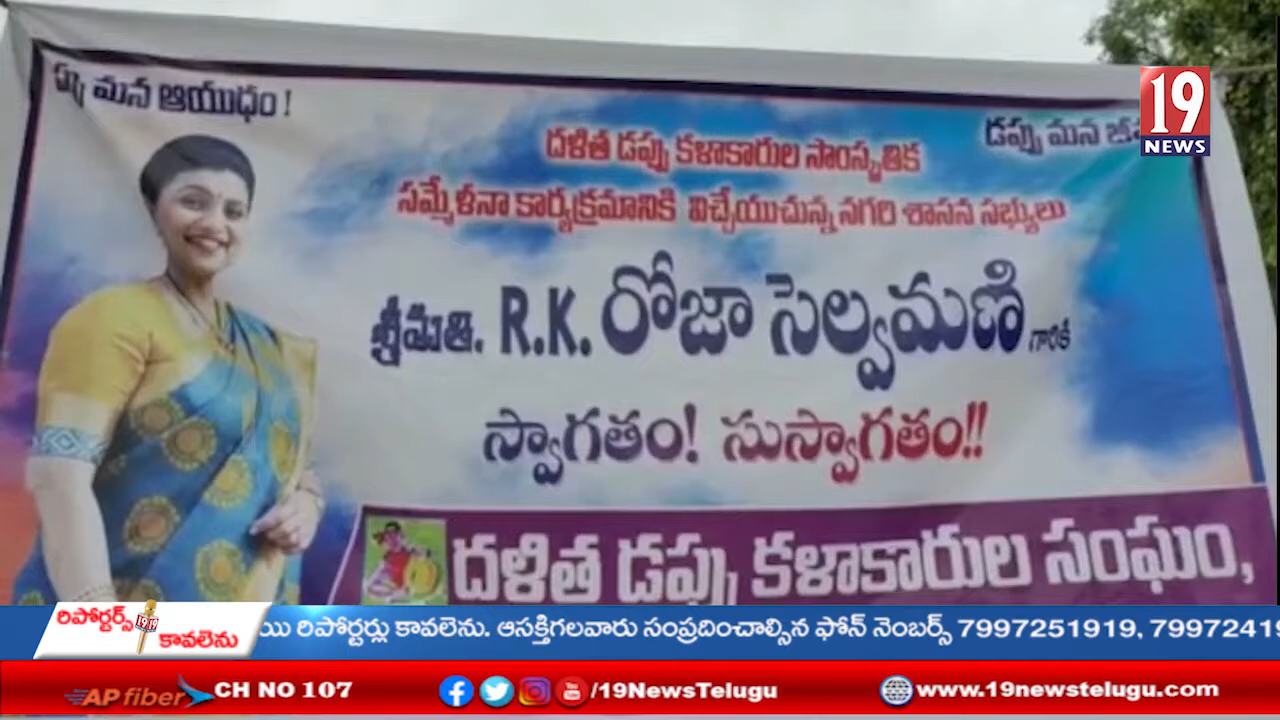 మన ఆయుధం !
డప్పు మన
19
NEWS
దళిత డప్పు కళాకారుల సాంస్కృతిక
సమ్మేళనా కార్యక్రమానికి విచ్చేయుచున్న నగరి శాసన సభ్యులు
శ్రీమతి. R.K. రోజా సెల్వమణి గారికి
స్వాగతం! సుస్వాగతం!!
దళిత డప్పు కళాకారుల సంఘం,
రిపోర్టర్స్ 1919 కావలెను
రిపోర్టర్లు కావలెను. ఆసక్తిగలవారు సంప్రదించాల్సిన ఫోన్ నెంబర్స్ 7997251919, 7997241
AP fiber CH NO 107 /19NewsTelugu www.19newstelugu.com